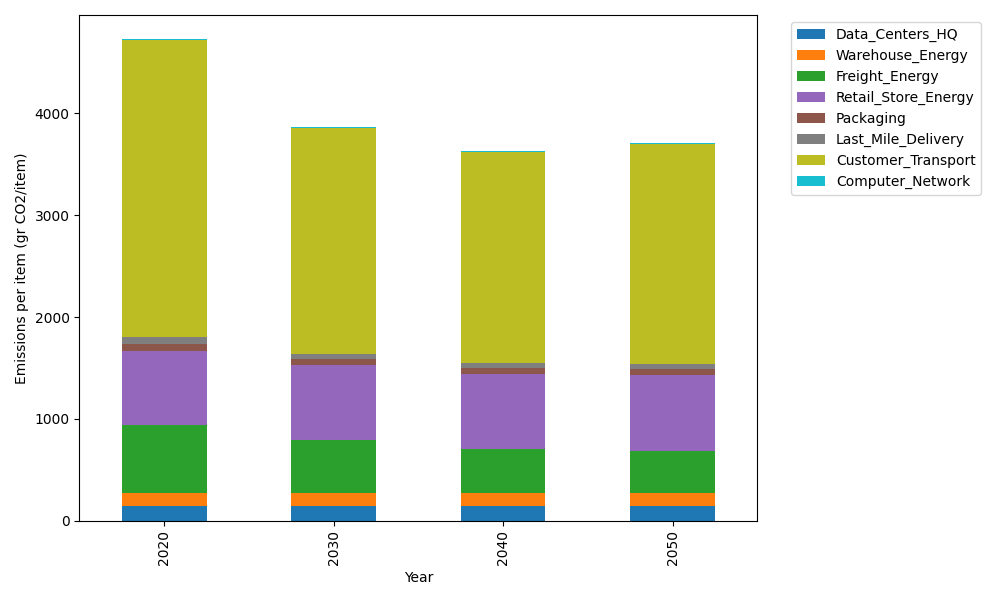 Data_Centers_HQ
Warehouse_Energy
Freight_Energy
Retail_Store_Energy
Packaging
Last_Mile_Delivery
Customer_Transport
Computer_Network
Emissions per item (gr CO2/item)
4000
3000
2000
1000
0
2020
2030
2040
2050
Year